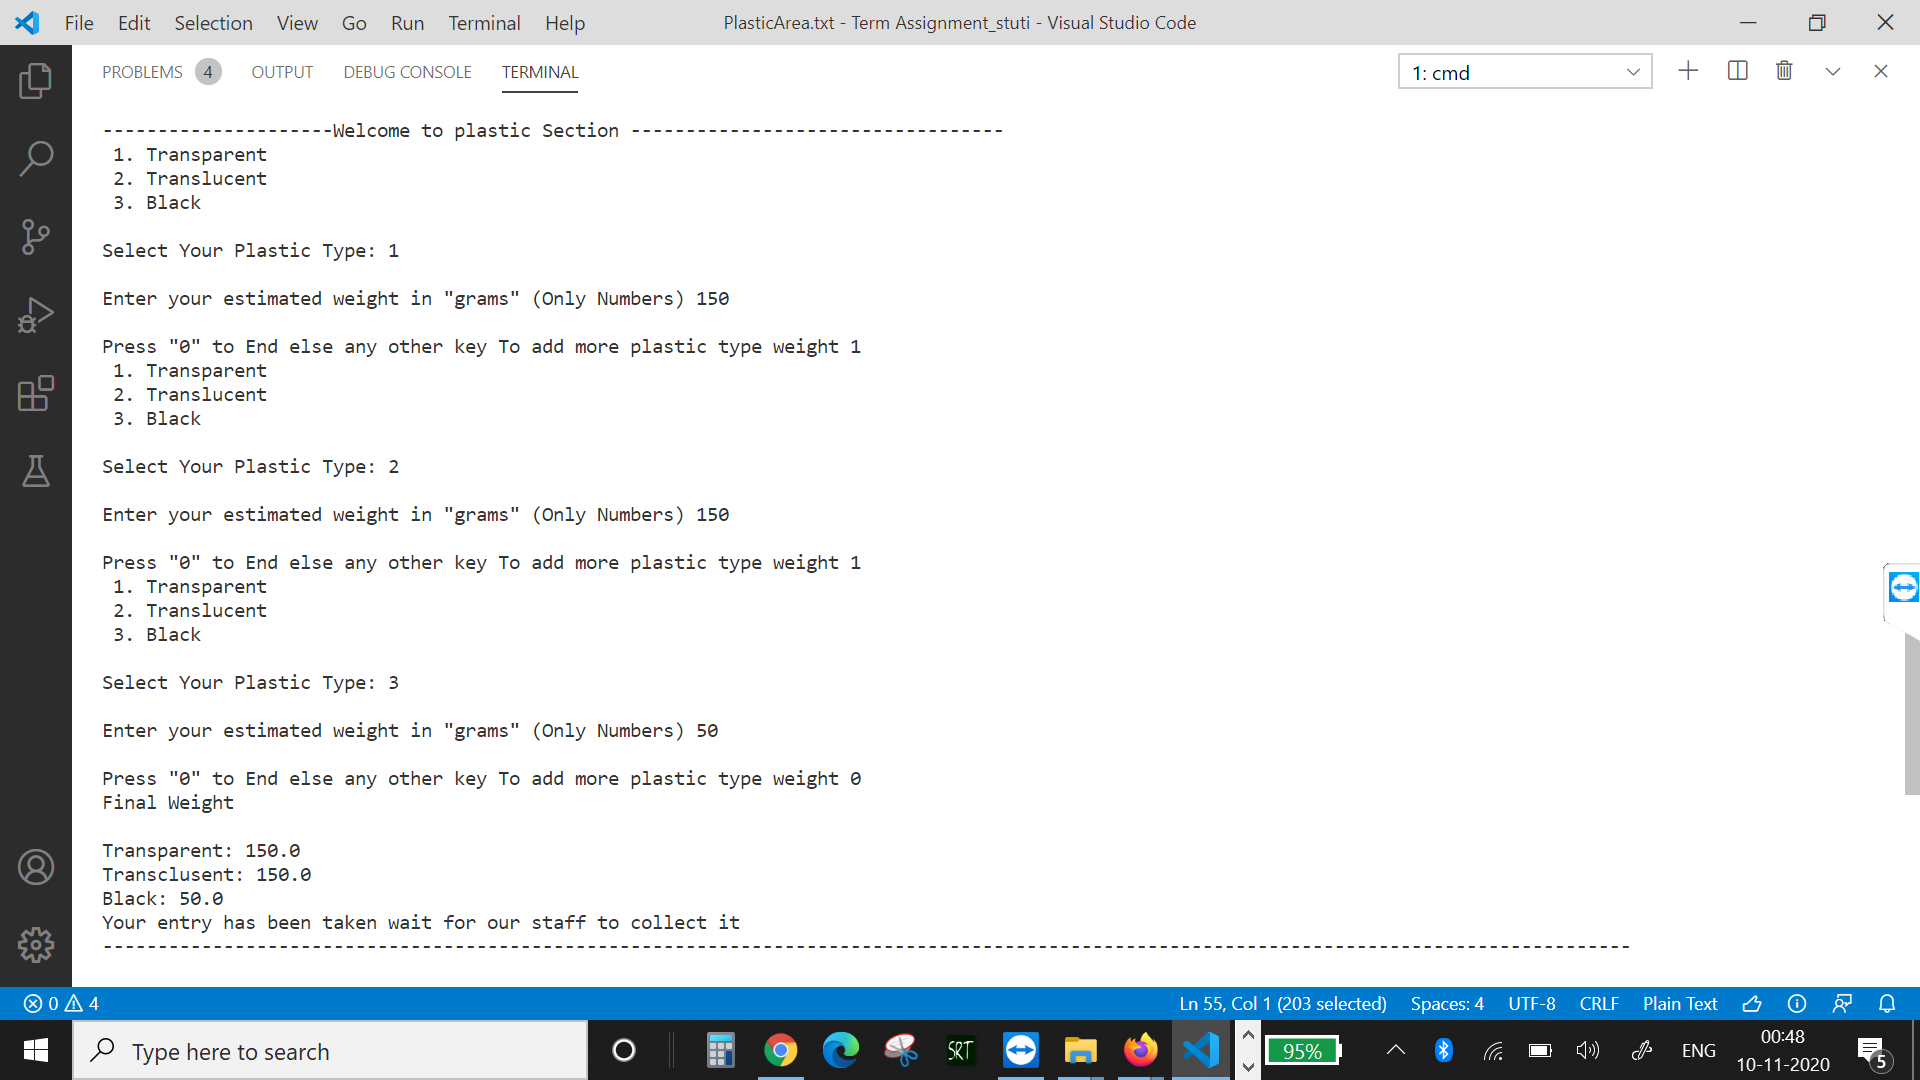 File Edit Selection View Go Run Terminal Help PlasticArea.txt - Term Assignment_stuti - Visual Studio Code
PROBLEMS 4 OUTPUT DEBUG CONSOLE TERMINAL 1: cmd
---------------------Welcome to plastic Section ----------------------------------
1. Transparent
2. Translucent
3. Black
Select Your Plastic Type: 1
Enter your estimated weight in "grams" (Only Numbers) 150
Press "0" to End else any other key To add more plastic type weight 1
1. Transparent
2. Translucent
3. Black
Select Your Plastic Type: 2
Enter your estimated weight in "grams" (Only Numbers) 150
Press "0" to End else any other key To add more plastic type weight 1
1. Transparent
2. Translucent
3. Black
Select Your Plastic Type: 3
Enter your estimated weight in "grams" (Only Numbers) 50
Press "0" to End else any other key To add more plastic type weight 0
Final Weight
Transparent: 150.0
Transclusent: 150.0
Black: 50.0
Your entry has been taken wait for our staff to collect it
-------------------------------------------------------------------------------------------------------------------------------------------
0 4 Ln 55, Col 1 (203 selected) Spaces: 4 UTF-8 CRLF Plain Text
Type here to search SRT 95% ENG 00:48
10-11-2020 5